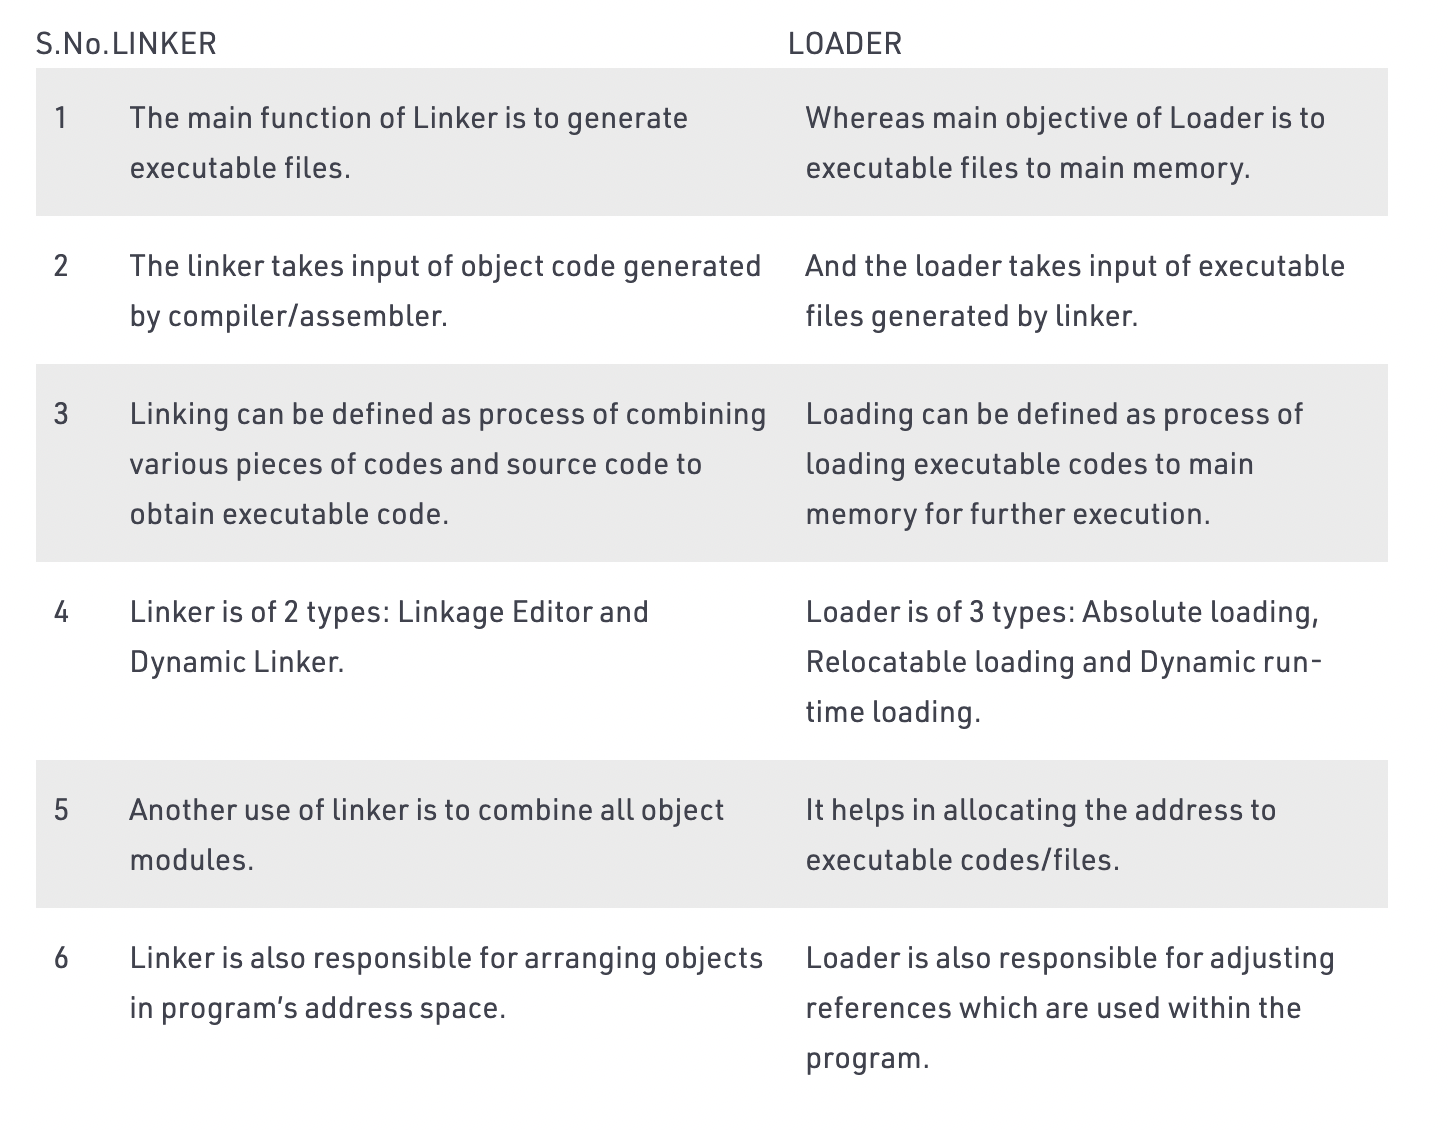 S.No. LINKER LOADER
1 The main function of Linker is to generate Whereas main objective of Loader is to
executable files. executable files to main memory.
2 The linker takes input of object code generated And the loader takes input of executable
by compiler/assembler. files generated by linker.
3 Linking can be defined as process of combining Loading can be defined as process of
various pieces of codes and source code to loading executable codes to main
obtain executable code. memory for further execution.
4 Linker is of 2 types: Linkage Editor and Loader is of 3 types: Absolute loading,
Dynamic Linker. Relocatable loading and Dynamic run-
time loading.
5 Another use of linker is to combine all object It helps in allocating the address to
modules. executable codes/files.
6 Linker is also responsible for arranging objects Loader is also responsible for adjusting
in program’s address space. references which are used within the
program.